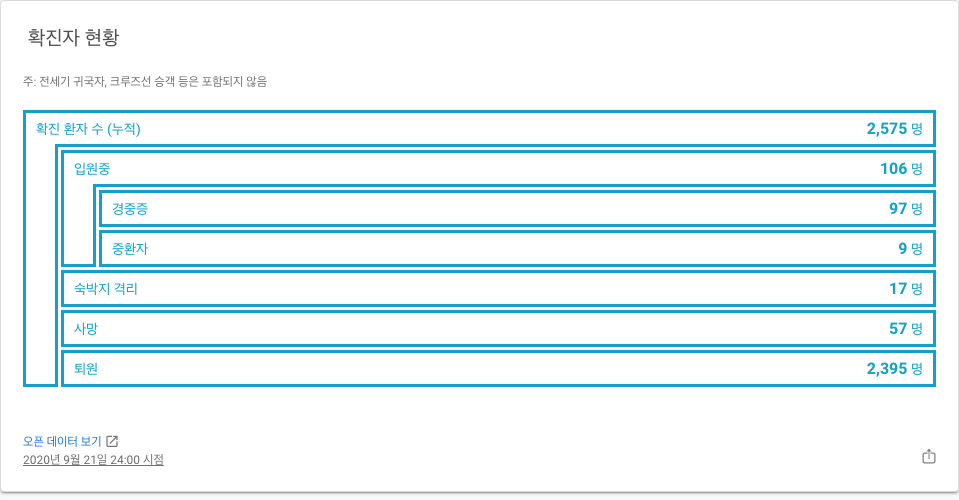 확진자 현황
주: 전세기 귀국자, 크루즈선 승객 등은 포함되지 않음
확진 환자 수 (누적) 2,575 명
입원중 106 명
경중증 97 명
중환자 9 명
숙박지 격리 17 명
사망 57 명
퇴원 2,395 명
오픈 데이터 보기
2020년 9월 21일 24:00 시점